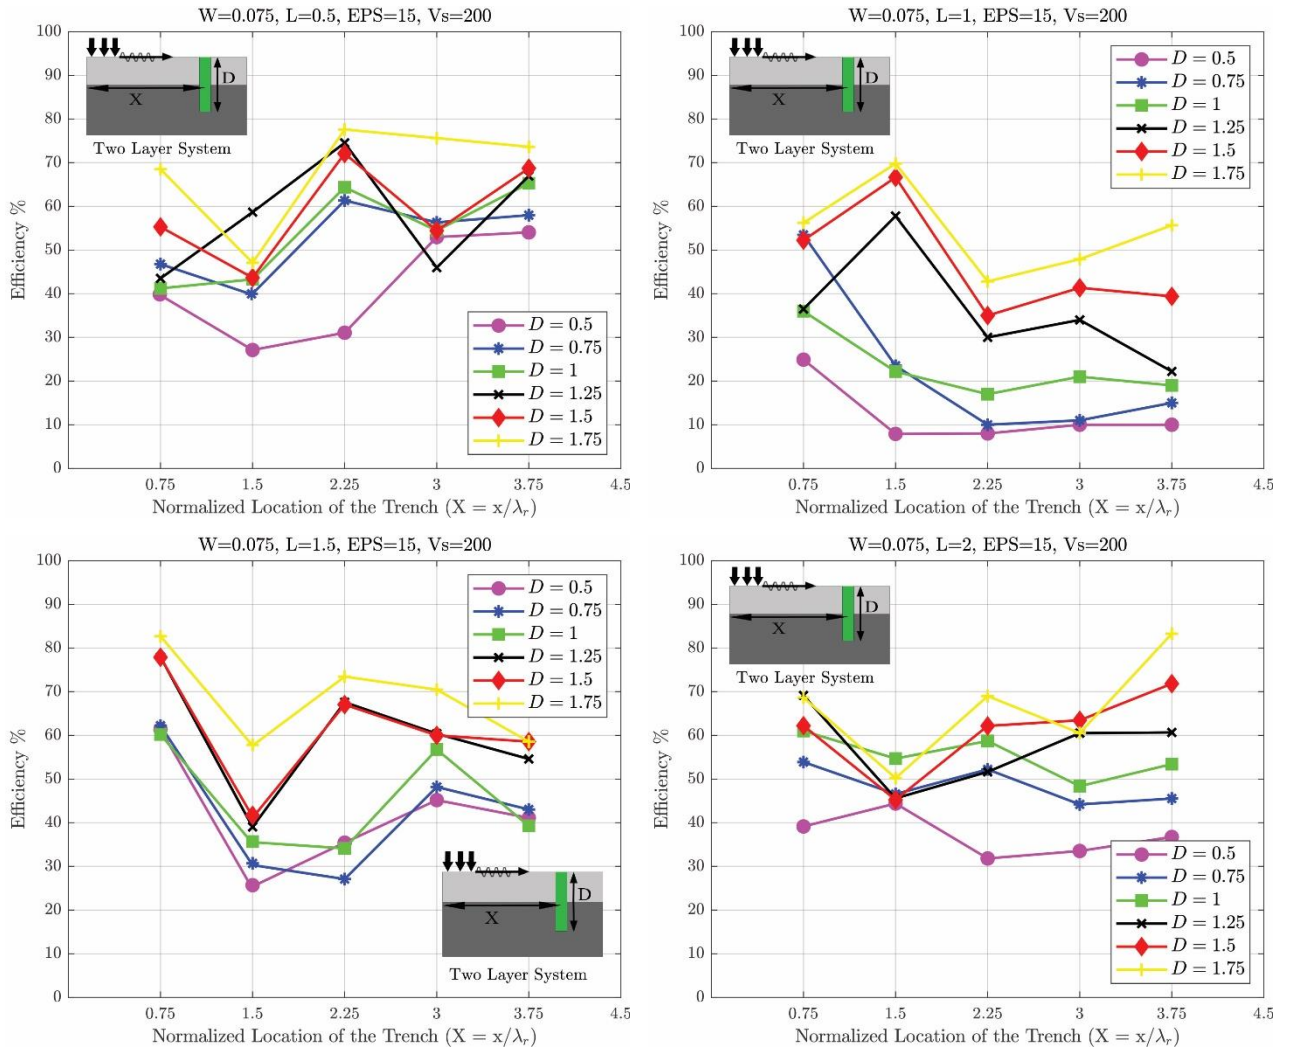 W=0.075, L=0.5, EPS=15, Vs=200
100
90
80
70
60
50
40
30
20
10
0
Efficiency %
X
D
Two Layer System
D = 0.5
D = 0.75
D = 1
D = 1.25
D = 1.5
D = 1.75
0.75 1.5 2.25 3 3.75 4.5
Normalized Location of the Trench (X = x/λr)
W=0.075, L=1, EPS=15, Vs=200
100
90
80
70
60
50
40
30
20
10
0
Efficiency %
X
D
Two Layer System
D = 0.5
D = 0.75
D = 1
D = 1.25
D = 1.5
D = 1.75
0.75 1.5 2.25 3 3.75 4.5
Normalized Location of the Trench (X = x/λr)
W=0.075, L=1.5, EPS=15, Vs=200
100
90
80
70
60
50
40
30
20
10
0
Efficiency %
D = 0.5
D = 0.75
D = 1
D = 1.25
D = 1.5
D = 1.75
X
D
Two Layer System
0.75 1.5 2.25 3 3.75 4.5
Normalized Location of the Trench (X = x/λr)
W=0.075, L=2, EPS=15, Vs=200
100
90
80
70
60
50
40
30
20
10
0
Efficiency %
X
D
Two Layer System
D = 0.5
D = 0.75
D = 1
D = 1.25
D = 1.5
D = 1.75
0.75 1.5 2.25 3 3.75 4.5
Normalized Location of the Trench (X = x/λr)